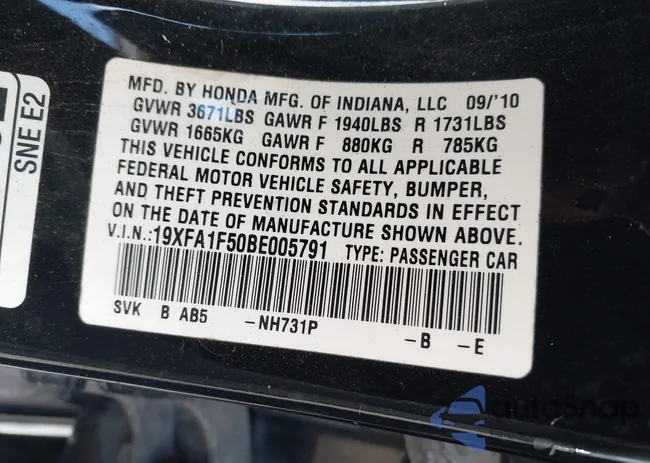 MFD. BY HONDA MFG. OF INDIANA, LLC 09/'10
GVWR 3671LBS GAWR F 1940LBS R 1731LBS
GVWR 1665KG GAWR F 880KG R 785KG
THIS VEHICLE CONFORMS TO ALL APPLICABLE
FEDERAL MOTOR VEHICLE SAFETY, BUMPER,
AND THEFT PREVENTION STANDARDS IN EFFECT
ON THE DATE OF MANUFACTURE SHOWN ABOVE.
V.I.N.:19XFA1F50BE005791 TYPE: PASSENGER CAR
SVK B AB5 -NH731P -B -E
SNE E2
autoSnap